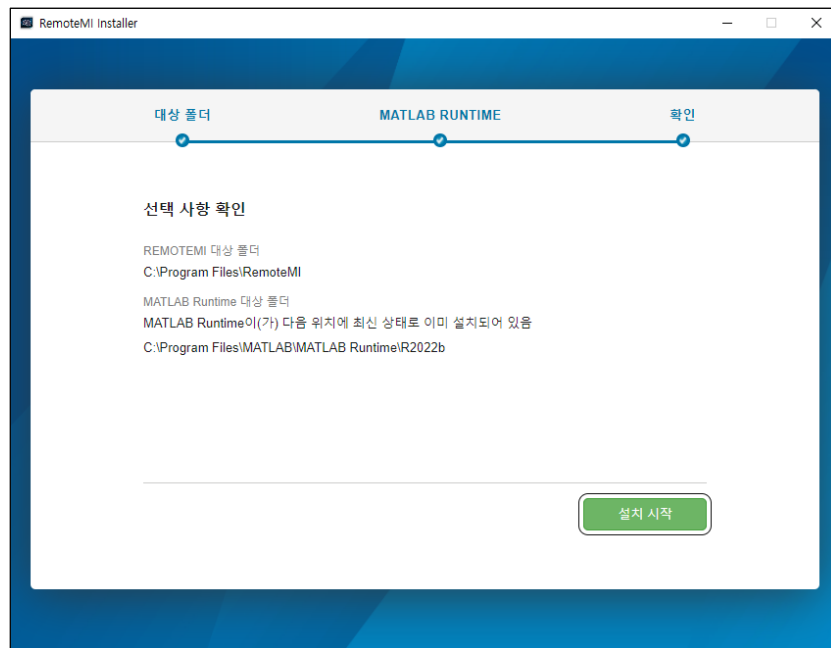 RemoteMI Installer
대상 폴더
MATLAB RUNTIME
확인
선택 사항 확인
REMOTEMI 대상 폴더
C:\Program Files\RemoteMI
MATLAB Runtime 대상 폴더
MATLAB Runtime이(가) 다음 위치에 최신 상태로 이미 설치되어 있음
C:\Program Files\MATLAB\MATLAB Runtime\R2022b
설치 시작